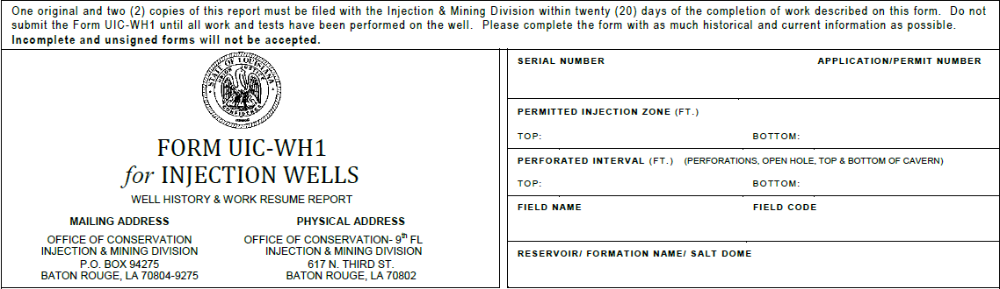 One original and two (2) copies of this report must be filed with the Injection & Mining Division within twenty (20) days of the completion of work described on this form. Do not
submit the Form UIC-WH1 until all work and tests have been performed on the well. Please complete the form with as much historical and current information as possible.
Incomplete and unsigned forms will not be accepted.
STATE OF LOUISIANA
UNION JUSTICE
CONFIDENCE
FORM UIC-WH1
for INJECTION WELLS
WELL HISTORY & WORK RESUME REPORT
MAILING ADDRESS
OFFICE OF CONSERVATION
INJECTION & MINING DIVISION
P.O. BOX 94275
BATON ROUGE, LA 70804-9275
PHYSICAL ADDRESS
OFFICE OF CONSERVATION- 9th FL
INJECTION & MINING DIVISION
617 N. THIRD ST.
BATON ROUGE, LA 70802
SERIAL NUMBER APPLICATION/PERMIT NUMBER
PERMITTED INJECTION ZONE (FT.)
TOP: BOTTOM:
PERFORATED INTERVAL (FT.) (PERFORATIONS, OPEN HOLE, TOP & BOTTOM OF CAVERN)
TOP: BOTTOM:
FIELD NAME FIELD CODE
RESERVOIR/ FORMATION NAME/ SALT DOME